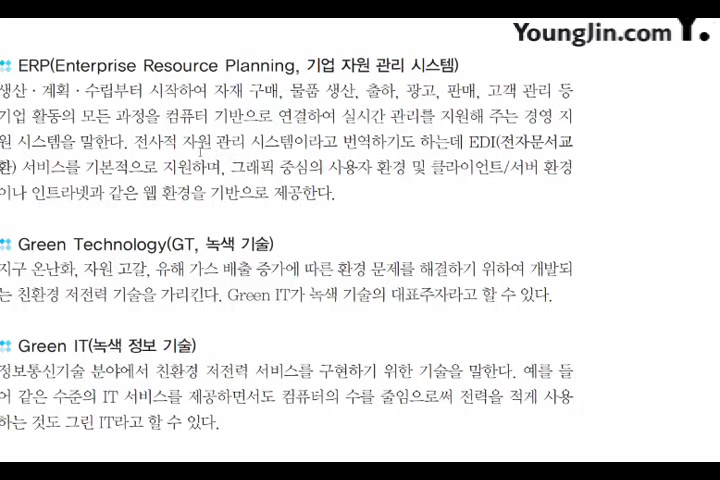 YoungJin.com Y.
ERP(Enterprise Resource Planning, 기업 자원 관리 시스템)
생산·계획·수립부터 시작하여 자재 구매, 물품 생산, 출하, 광고, 판매, 고객 관리 등
기업 활동의 모든 과정을 컴퓨터 기반으로 연결하여 실시간 관리를 지원해 주는 경영 지
원 시스템을 말한다. 전사적 자원 관리 시스템이라고 번역하기도 하는데 EDI(전자문서교
환) 서비스를 기본적으로 지원하며, 그래픽 중심의 사용자 환경 및 클라이언트/서버 환경
이나 인트라넷과 같은 웹 환경을 기반으로 제공한다.
Green Technology(GT, 녹색 기술)
지구 온난화, 자원 고갈, 유해 가스 배출 증가에 따른 환경 문제를 해결하기 위하여 개발되
는 친환경 저전력 기술을 가리킨다. Green IT가 녹색 기술의 대표주자라고 할 수 있다.
Green IT(녹색 정보 기술)
정보통신기술 분야에서 친환경 저전력 서비스를 구현하기 위한 기술을 말한다. 예를 들
어 같은 수준의 IT 서비스를 제공하면서도 컴퓨터의 수를 줄임으로써 전력을 적게 사용
하는 것도 그린 IT라고 할 수 있다.